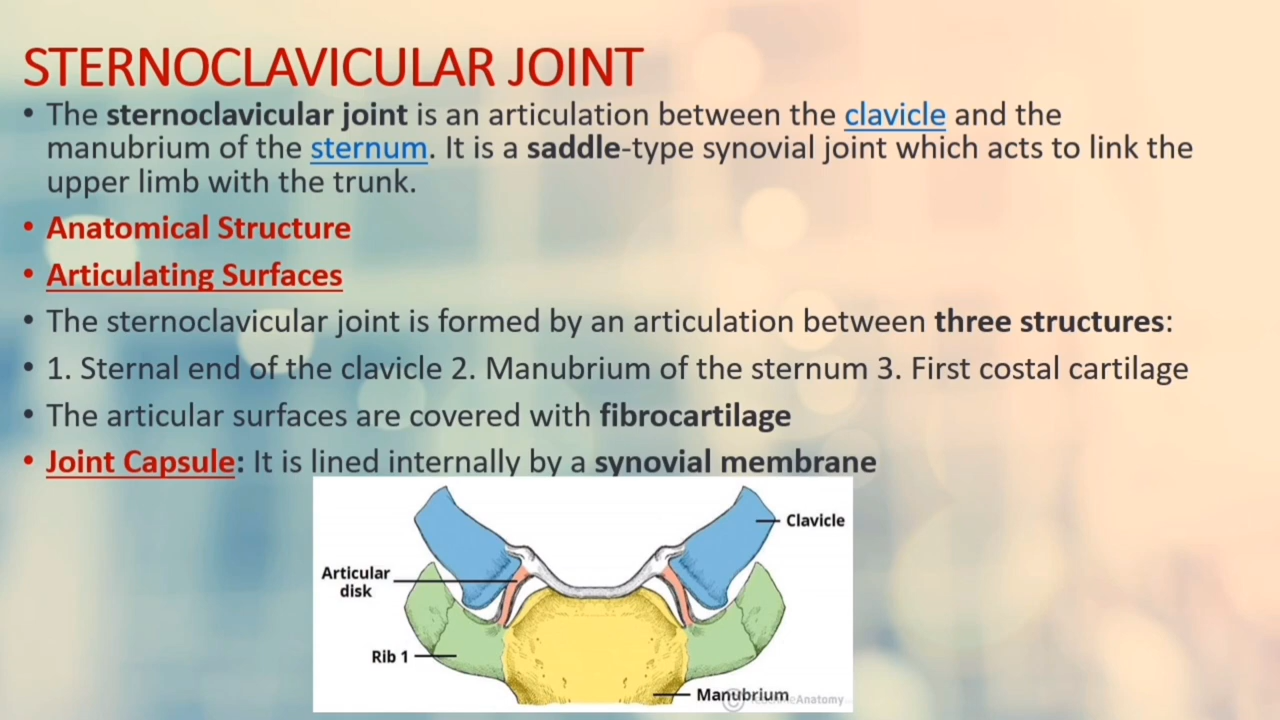 STERNOCLAVICULAR JOINT
• The sternoclavicular joint is an articulation between the clavicle and the
manubrium of the sternum. It is a saddle-type synovial joint which acts to link the
upper limb with the trunk.
• Anatomical Structure
• Articulating Surfaces
• The sternoclavicular joint is formed by an articulation between three structures:
• 1. Sternal end of the clavicle 2. Manubrium of the sternum 3. First costal cartilage
• The articular surfaces are covered with fibrocartilage
• Joint Capsule: It is lined internally by a synovial membrane
Clavicle
Articular
disk
Rib 1
Manubrium
Anatomy